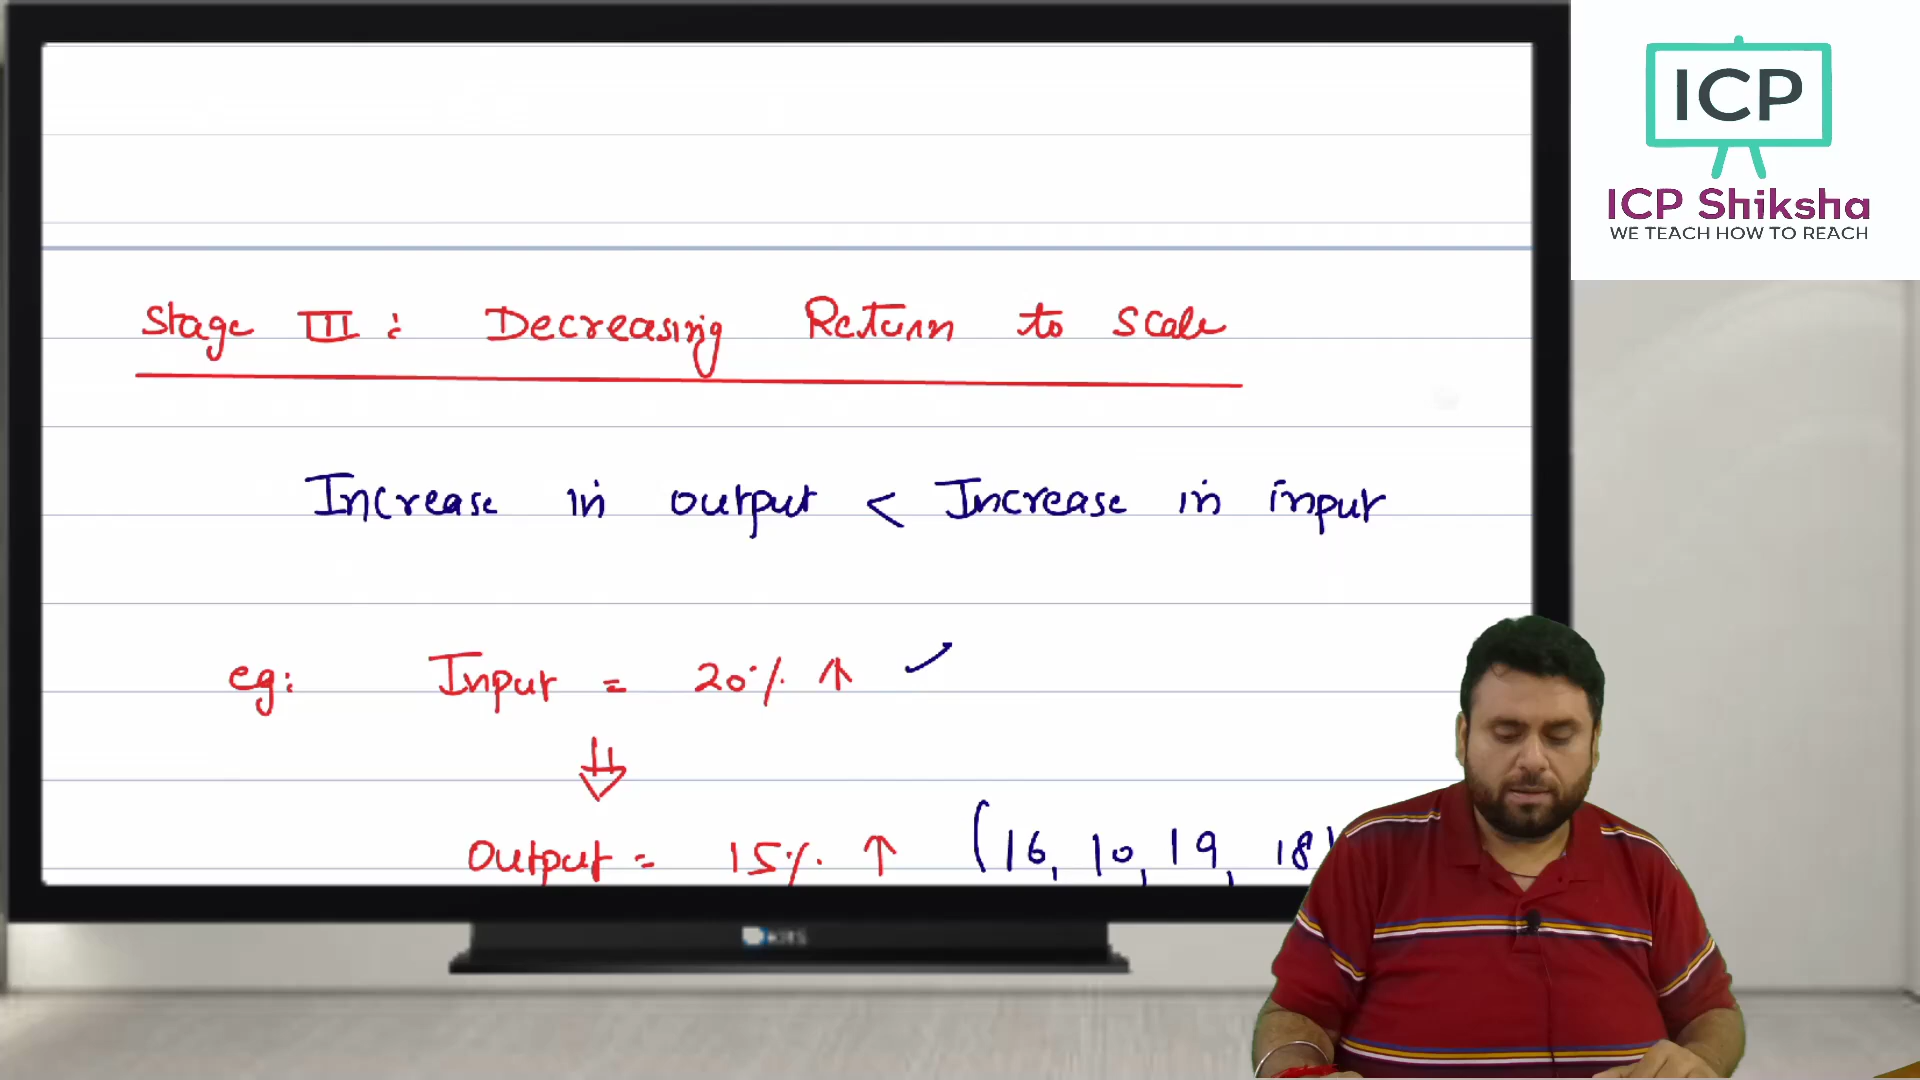 ICP
ICP Shiksha
WE TEACH HOW TO REACH
Stage III : Decreasing Return to Scale
Increase in output < Increase in input
eg: Input = 20% ↑ ✓
⇓
Output = 15% ↑ (16, 10, 19, 18)